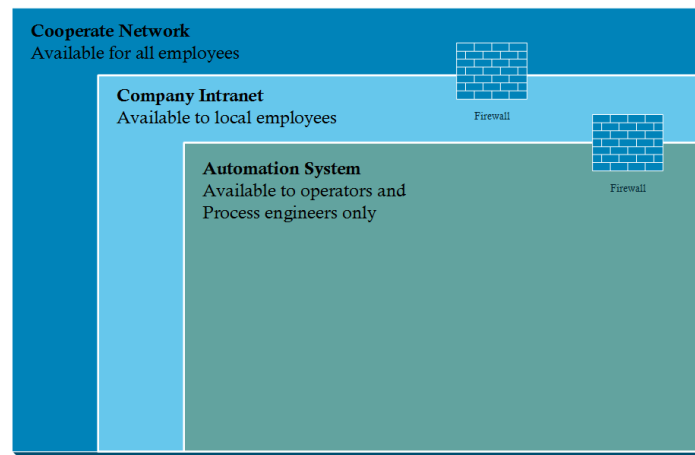 Cooperate Network
Available for all employees
Company Intranet
Available to local employees
Firewall
Automation System
Available to operators and
Process engineers only
Firewall